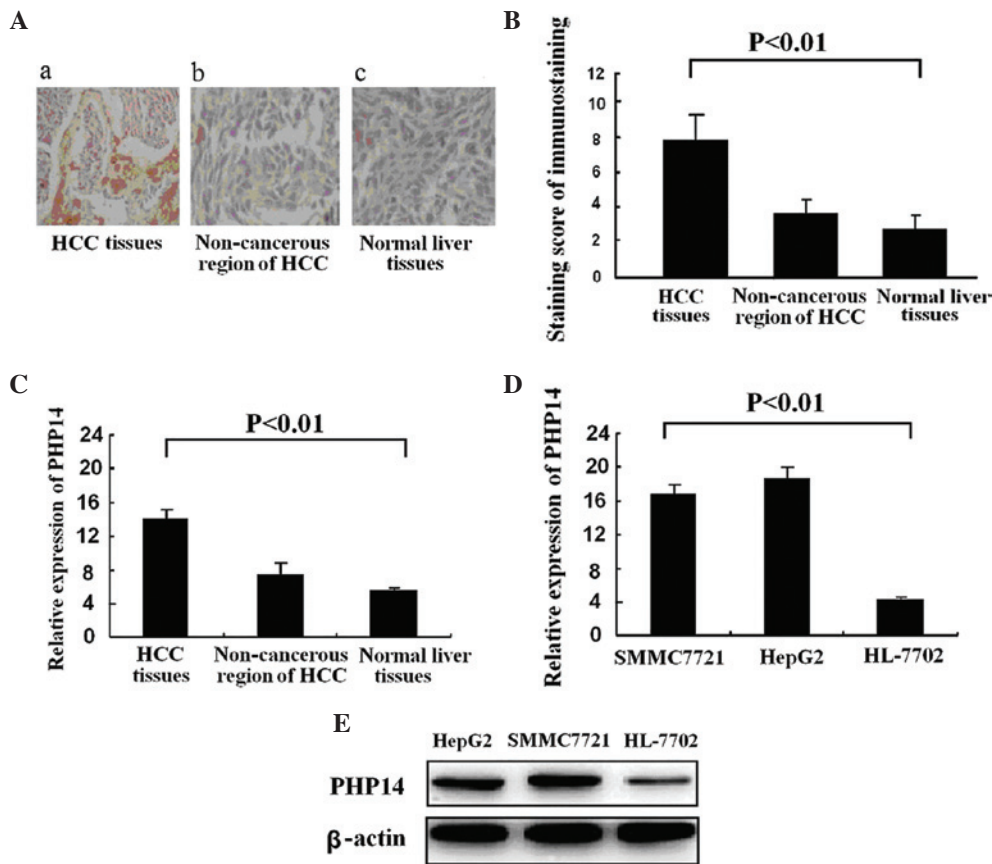 A
a
b
c
HCC tissues
Non-cancerous
region of HCC
Normal liver
tissues
B
P<0.01
Staining score of immunostaining
12
10
8
6
4
2
0
HCC
tissues
Non-cancerous
region of HCC
Normal liver
tissues
C
P<0.01
Relative expression of PHP14
24
20
16
12
8
4
0
HCC
tissues
Non-cancerous
region of HCC
Normal liver
tissues
D
P<0.01
Relative expression of PHP14
24
20
16
12
8
4
0
SMMC7721
HepG2
HL-7702
E
HepG2 SMMC7721 HL-7702
PHP14
β-actin